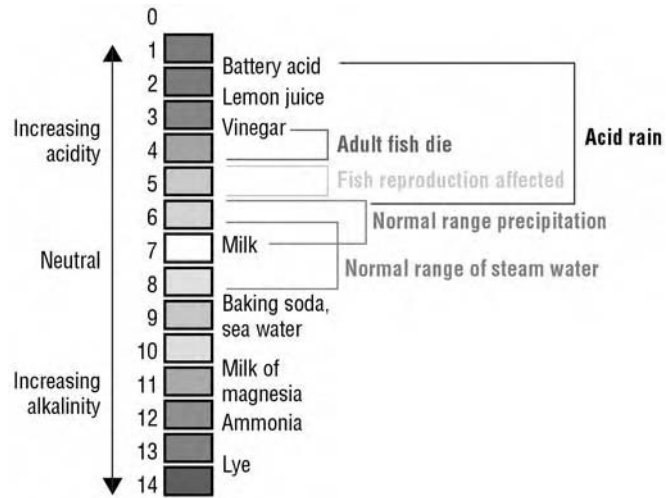 0
1
Battery acid
2
Lemon juice
3
Vinegar
Increasing
acidity
4
Adult fish die
Acid rain
5
Fish reproduction affected
6
Normal range precipitation
7
Milk
Neutral
Normal range of steam water
8
9
Baking soda,
sea water
10
Increasing
alkalinity
11
Milk of
magnesia
12
Ammonia
13
Lye
14